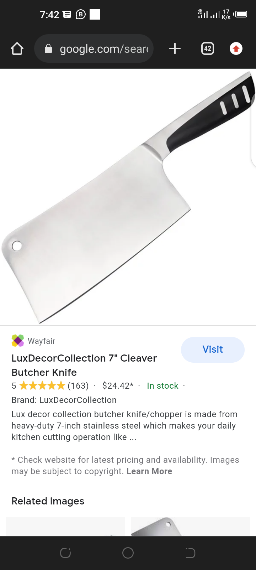 7:42
17
K/s
google.com/sear
42
Wayfair
LuxDecorCollection 7" Cleaver
Butcher Knife
Visit
5 ★★★★★ (163) · $24.42* · In stock ·
Brand: LuxDecorCollection
Lux decor collection butcher knife/chopper is made from
heavy-duty 7-inch stainless steel which makes your daily
kitchen cutting operation like ...
* Check website for latest pricing and availability. Images
may be subject to copyright. Learn More
Related Images